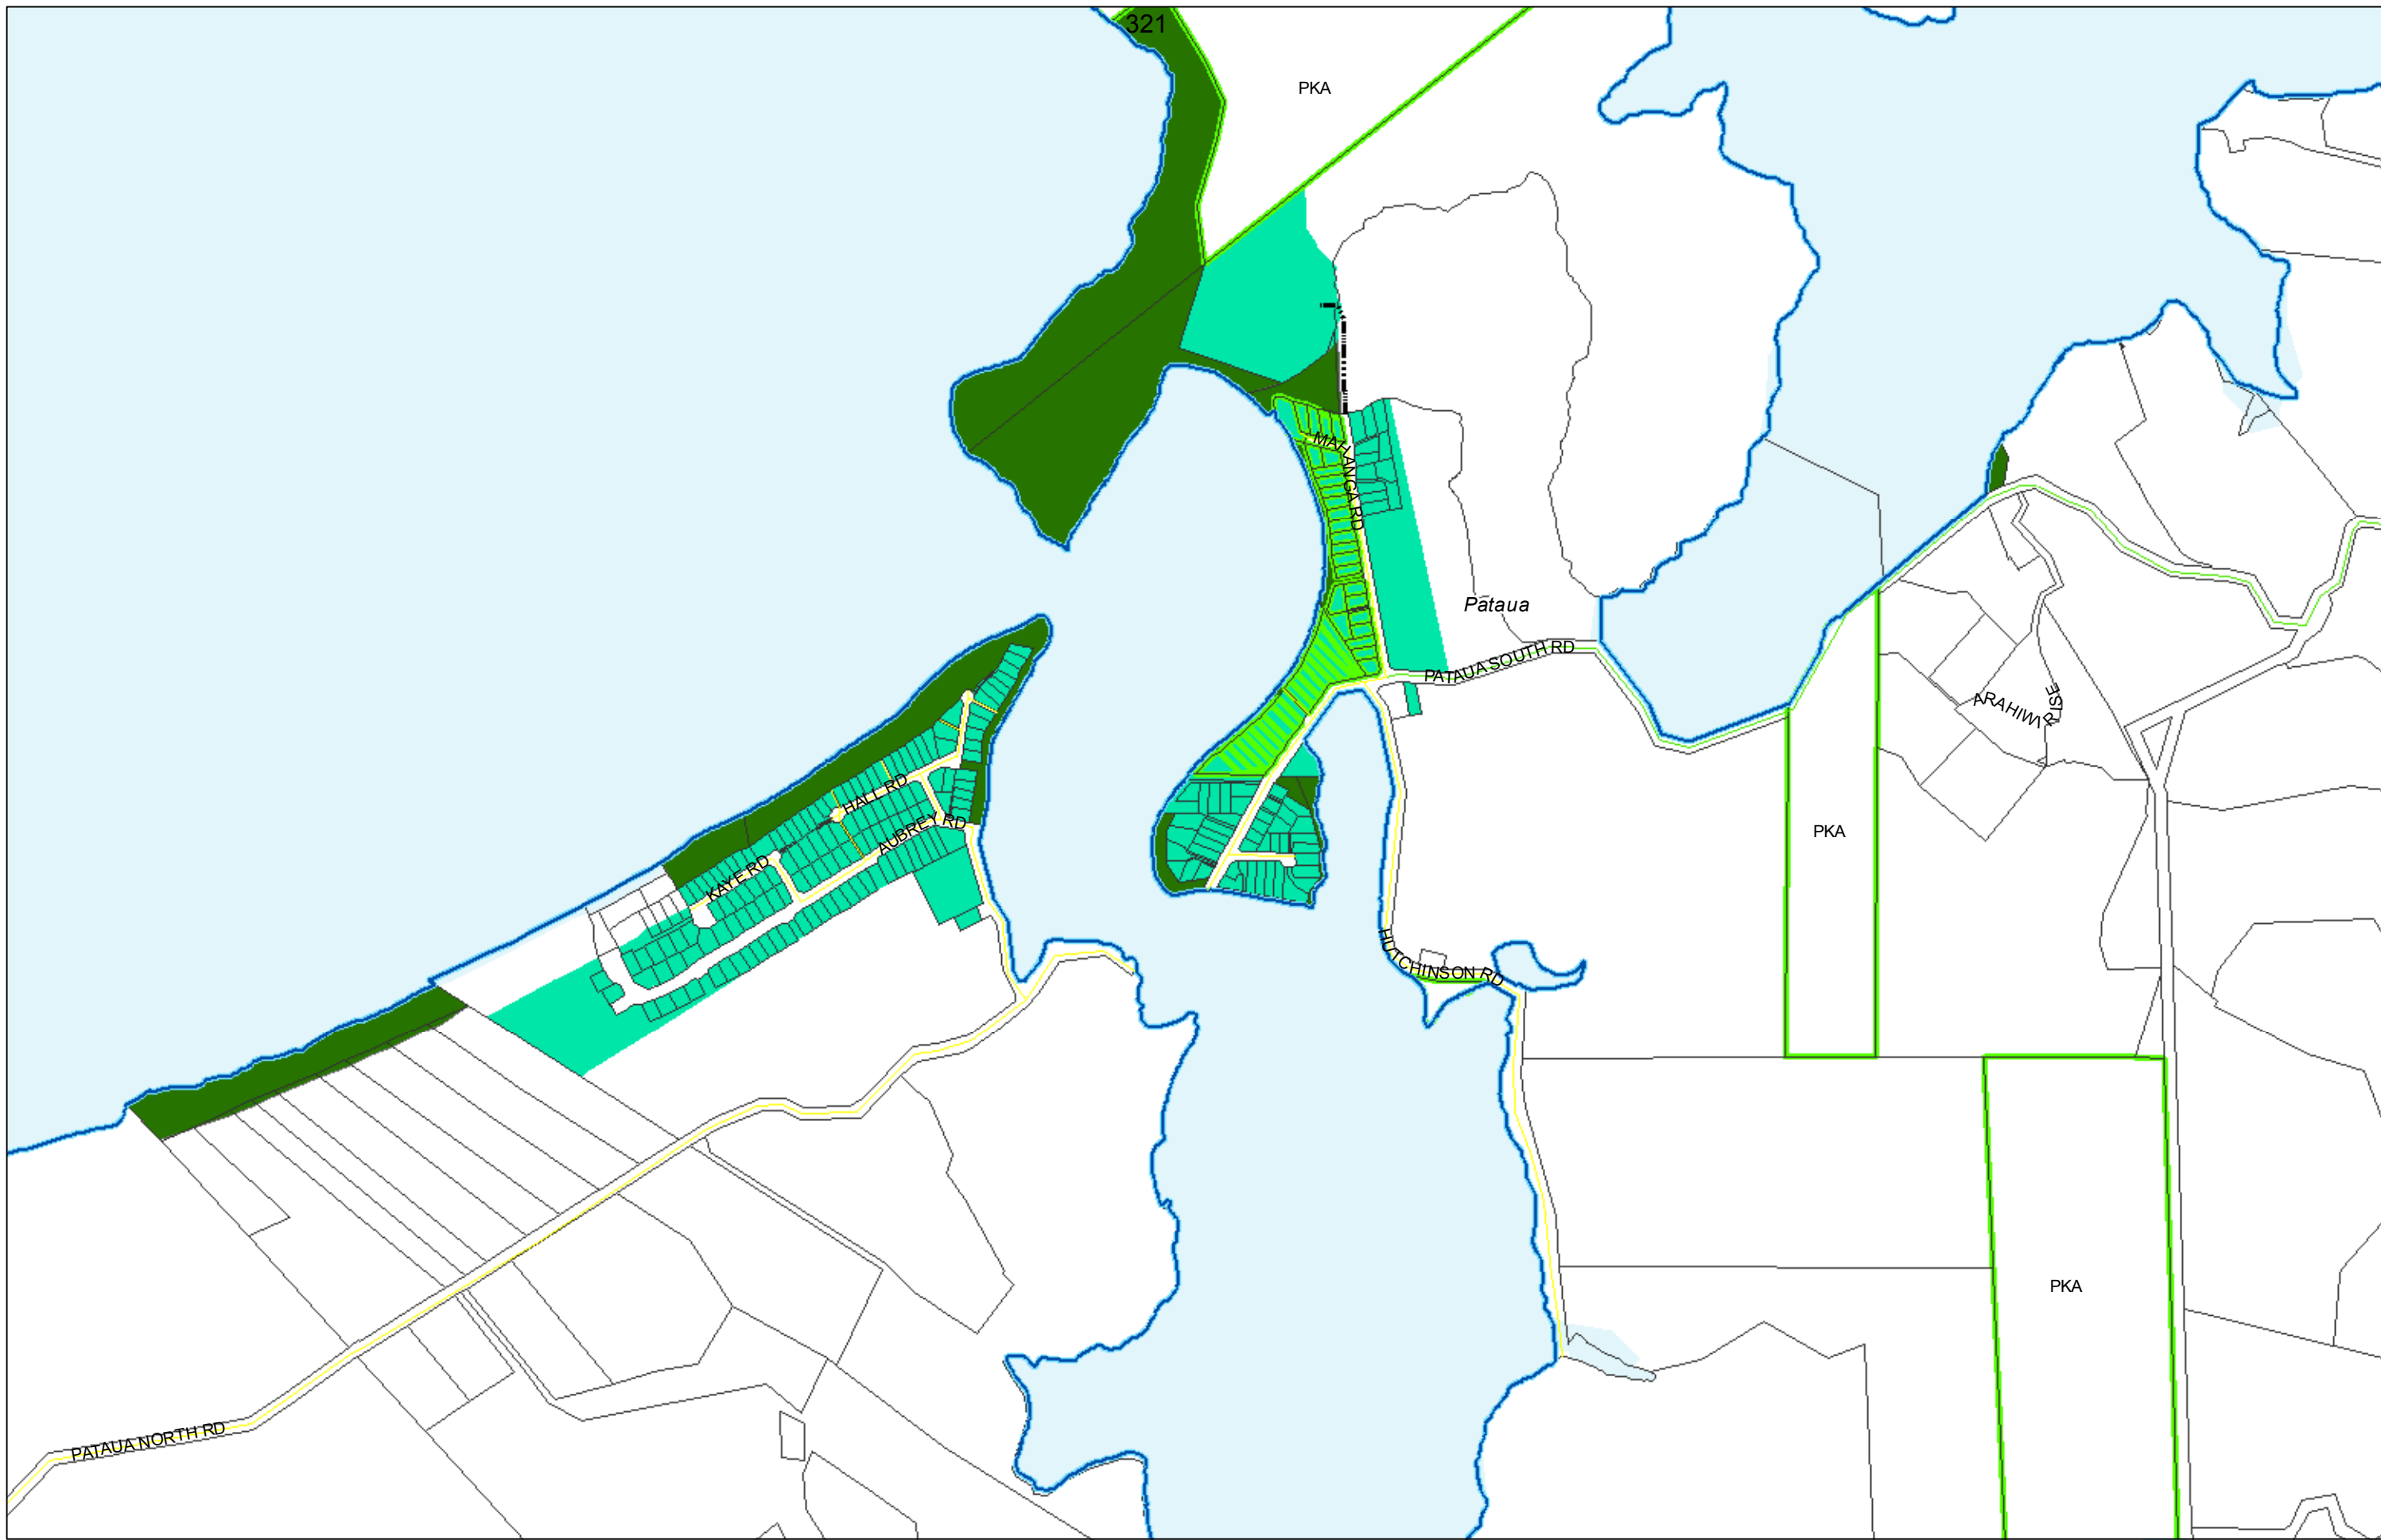 321
PKA
MAHANGA RD
Pataua
PATAUA SOUTH RD
ARAHIWI RISE
HALL RD
AUBREY RD
KAYE RD
PKA
HUTCHINSON RD
PKA
PATAUA NORTH RD